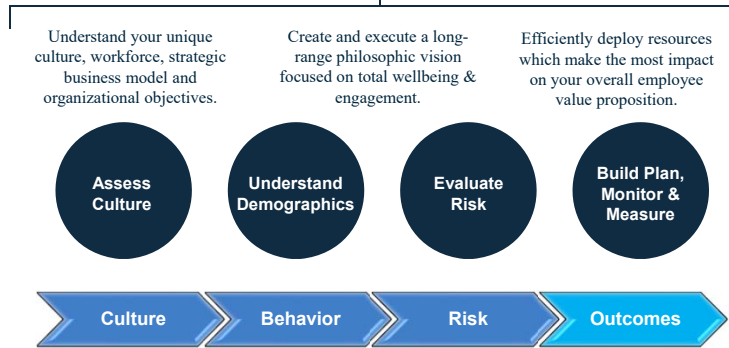 Understand your unique
culture, workforce, strategic
business model and
organizational objectives.
Create and execute a long-
range philosophic vision
focused on total wellbeing &
engagement.
Efficiently deploy resources
which make the most impact
on your overall employee
value proposition.
Assess
Culture
Understand
Demographics
Evaluate
Risk
Build Plan,
Monitor &
Measure
Culture
Behavior
Risk
Outcomes